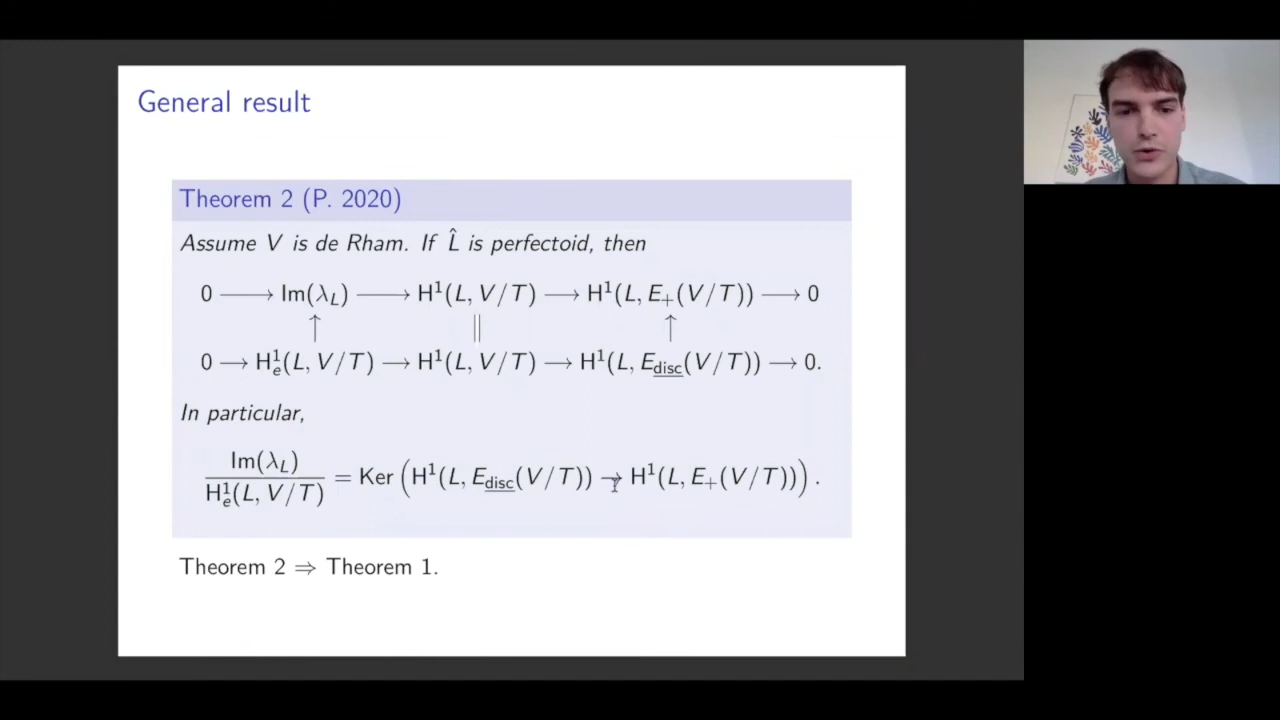 General result
Theorem 2 (P. 2020)
Assume V is de Rham. If L̂ is perfectoid, then
0 ⟶ Im(λ_L) ⟶ H¹(L, V/T) ⟶ H¹(L, E₊(V/T)) ⟶ 0
↑ ‖ ↑
0 ⟶ H¹_e(L, V/T) ⟶ H¹(L, V/T) ⟶ H¹(L, E_disc(V/T)) ⟶ 0.
In particular,
Im(λ_L) / H¹_e(L, V/T) = Ker (H¹(L, E_disc(V/T)) → H¹(L, E₊(V/T))).
Theorem 2 ⇒ Theorem 1.